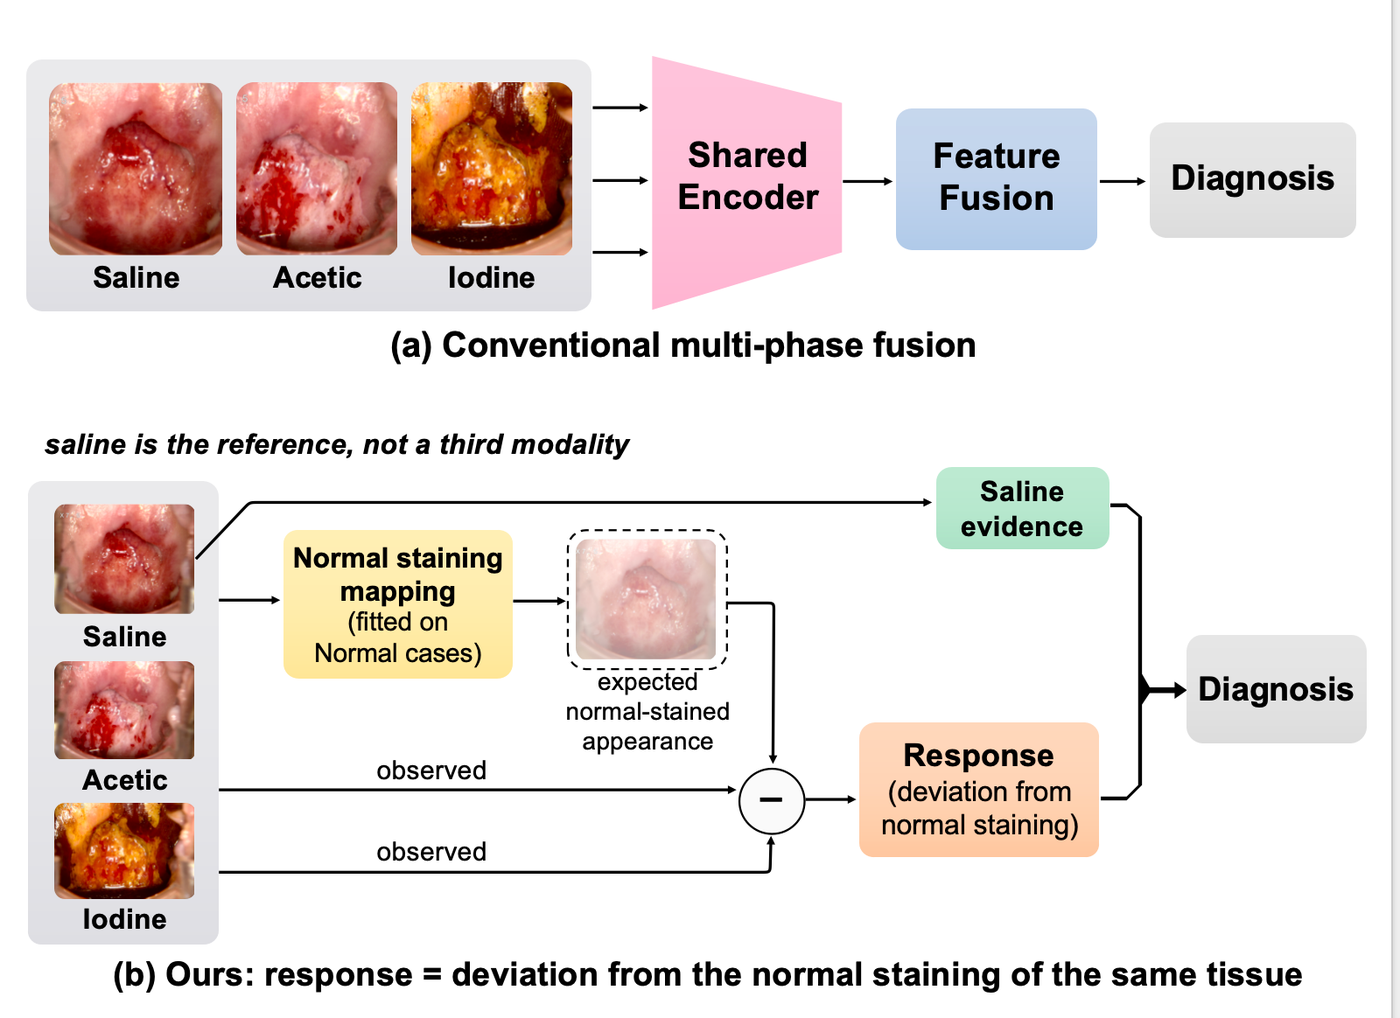 Saline
Acetic
Iodine
Shared
Encoder
Feature
Fusion
Diagnosis
(a) Conventional multi-phase fusion
saline is the reference, not a third modality
Saline
Acetic
Iodine
Normal staining
mapping
(fitted on
Normal cases)
expected
normal-stained
appearance
observed
observed
−
Saline
evidence
Response
(deviation from
normal staining)
Diagnosis
(b) Ours: response = deviation from the normal staining of the same tissue